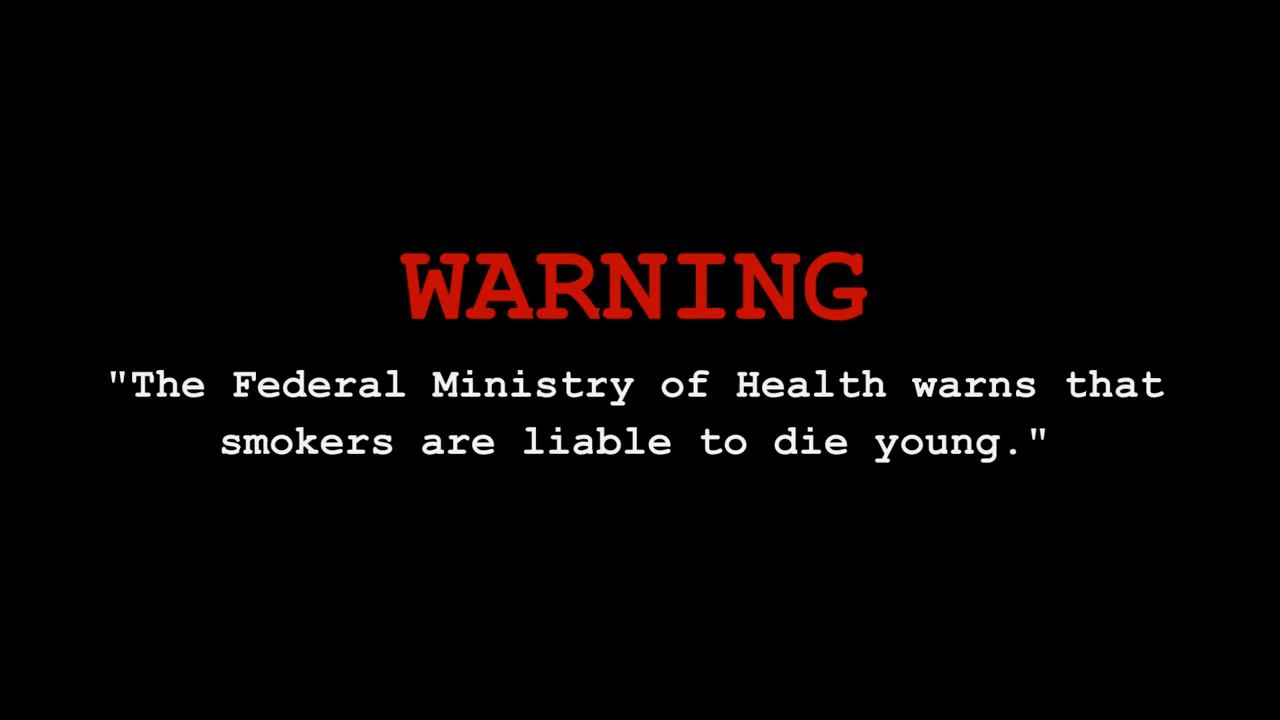 WARNING
"The Federal Ministry of Health warns that
smokers are liable to die young."